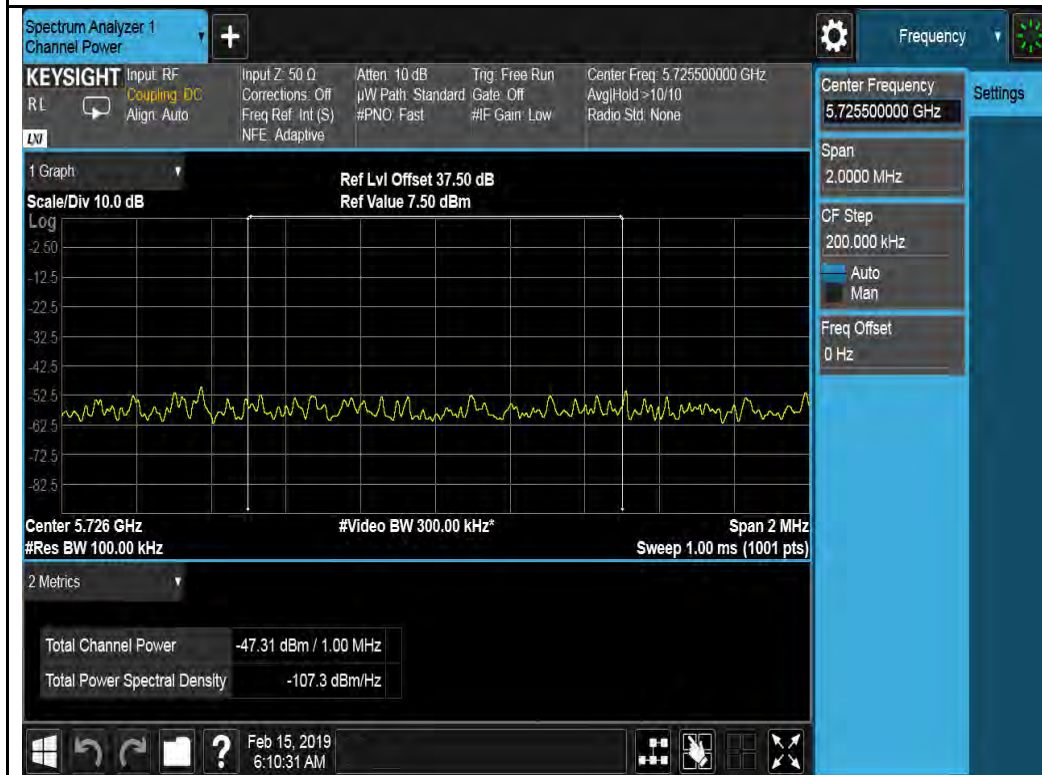 Spectrum Analyzer 1
Channel Power
+
Frequency
KEYSIGHT
RL
LXI
Input: RF
Coupling: DC
Align: Auto
Input Z: 50 Ω
Corrections: Off
Freq Ref: Int (S)
NFE: Adaptive
Atten: 10 dB
µW Path: Standard
#PNO: Fast
Trig: Free Run
Gate: Off
#IF Gain: Low
Center Freq: 5.725500000 GHz
Avg|Hold >10/10
Radio Std: None
Center Frequency
5.725500000 GHz
Settings
Span
2.0000 MHz
CF Step
200.000 kHz
Auto
Man
Freq Offset
0 Hz
1 Graph
Scale/Div 10.0 dB
Ref Lvl Offset 37.50 dB
Ref Value 7.50 dBm
Log
-2.50
-12.5
-22.5
-32.5
-42.5
-52.5
-62.5
-72.5
-82.5
Center 5.726 GHz
#Res BW 100.00 kHz
#Video BW 300.00 kHz*
Span 2 MHz
Sweep 1.00 ms (1001 pts)
2 Metrics
Total Channel Power -47.31 dBm / 1.00 MHz
Total Power Spectral Density -107.3 dBm/Hz
?
Feb 15, 2019
6:10:31 AM